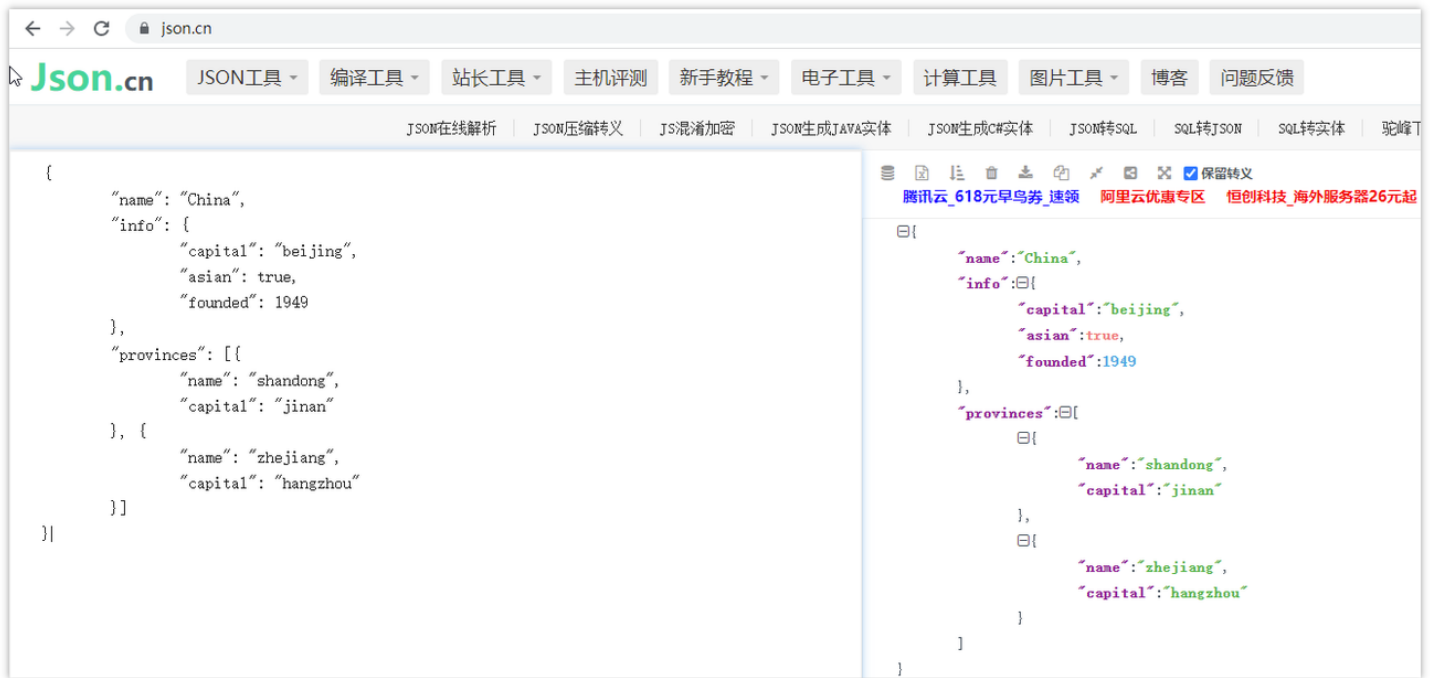 json.cn
Json.cn JSON工具 编译工具 站长工具 主机评测 新手教程 电子工具 计算工具 图片工具 博客 问题反馈
JSON在线解析 JSON压缩转义 JS混淆加密 JSON生成JAVA实体 JSON生成C#实体 JSON转SQL SQL转JSON SQL转实体 驼峰
{
"name": "China",
"info": {
"capital": "beijing",
"asian": true,
"founded": 1949
},
"provinces": [{
"name": "shandong",
"capital": "jinan"
}, {
"name": "zhejiang",
"capital": "hangzhou"
}]
}
保留转义
腾讯云_618元早鸟券_速领 阿里云优惠专区 恒创科技_海外服务器26元起
{
"name":"China",
"info":{
"capital":"beijing",
"asian":true,
"founded":1949
},
"provinces":[
{
"name":"shandong",
"capital":"jinan"
},
{
"name":"zhejiang",
"capital":"hangzhou"
}
]
}